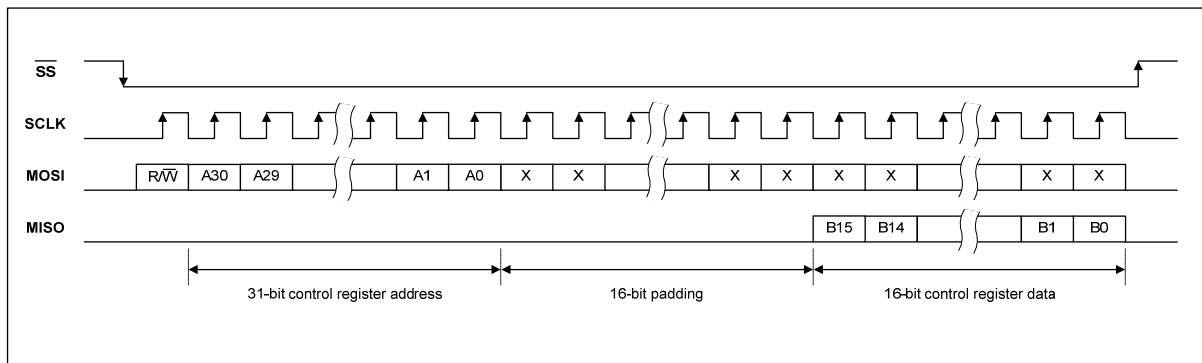 SS
SCLK
MOSI R/W A30 A29 A1 A0 X X X X X X X X
MISO B15 B14 B1 B0
31-bit control register address 16-bit padding 16-bit control register data